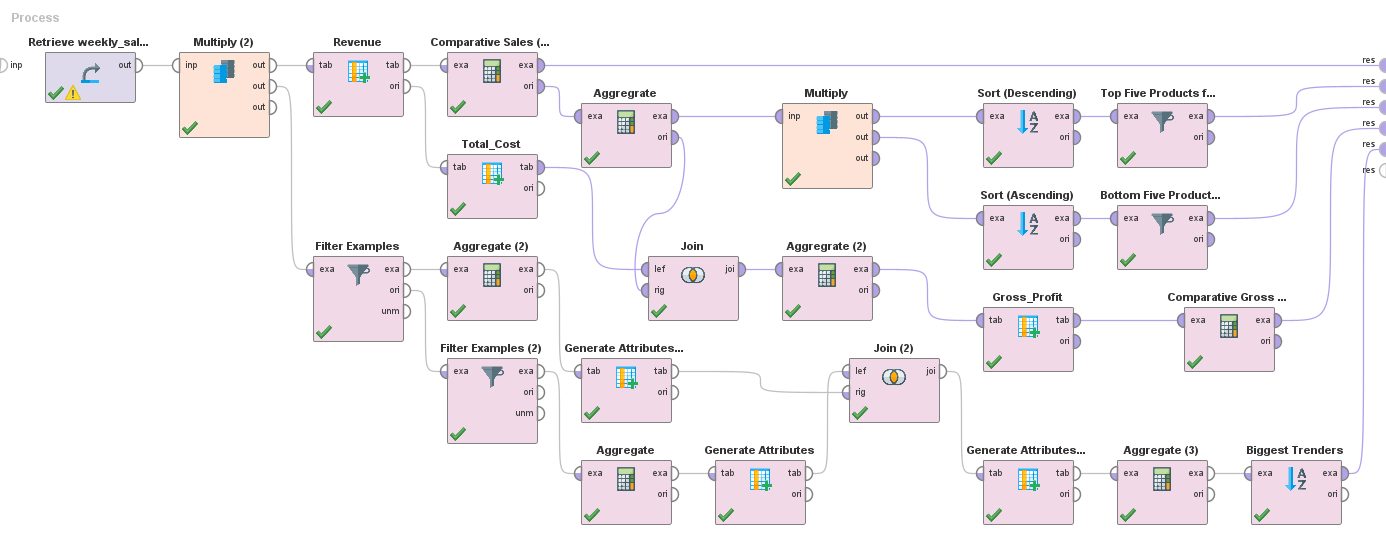 Process
Retrieve weekly_sal...
Multiply (2)
Revenue
Comparative Sales (...
inp
out
inp
out
out
out
tab
tab
ori
exa
exa
ori
res
res
res
res
res
res
Aggregrate
exa
exa
ori
Multiply
inp
out
out
out
Sort (Descending)
exa
exa
ori
Top Five Products f...
exa
exa
ori
Total_Cost
tab
tab
ori
Sort (Ascending)
exa
exa
ori
Bottom Five Product...
exa
exa
ori
Filter Examples
exa
exa
ori
unm
Aggregate (2)
exa
exa
ori
Join
lef
rig
joi
Aggregrate (2)
exa
exa
ori
Gross_Profit
tab
tab
ori
Comparative Gross ...
exa
exa
ori
Filter Examples (2)
exa
exa
ori
unm
Generate Attributes...
tab
tab
ori
Join (2)
lef
rig
joi
Aggregate
exa
exa
ori
Generate Attributes
tab
tab
ori
Generate Attributes...
tab
tab
ori
Aggregate (3)
exa
exa
ori
Biggest Trenders
exa
exa
ori